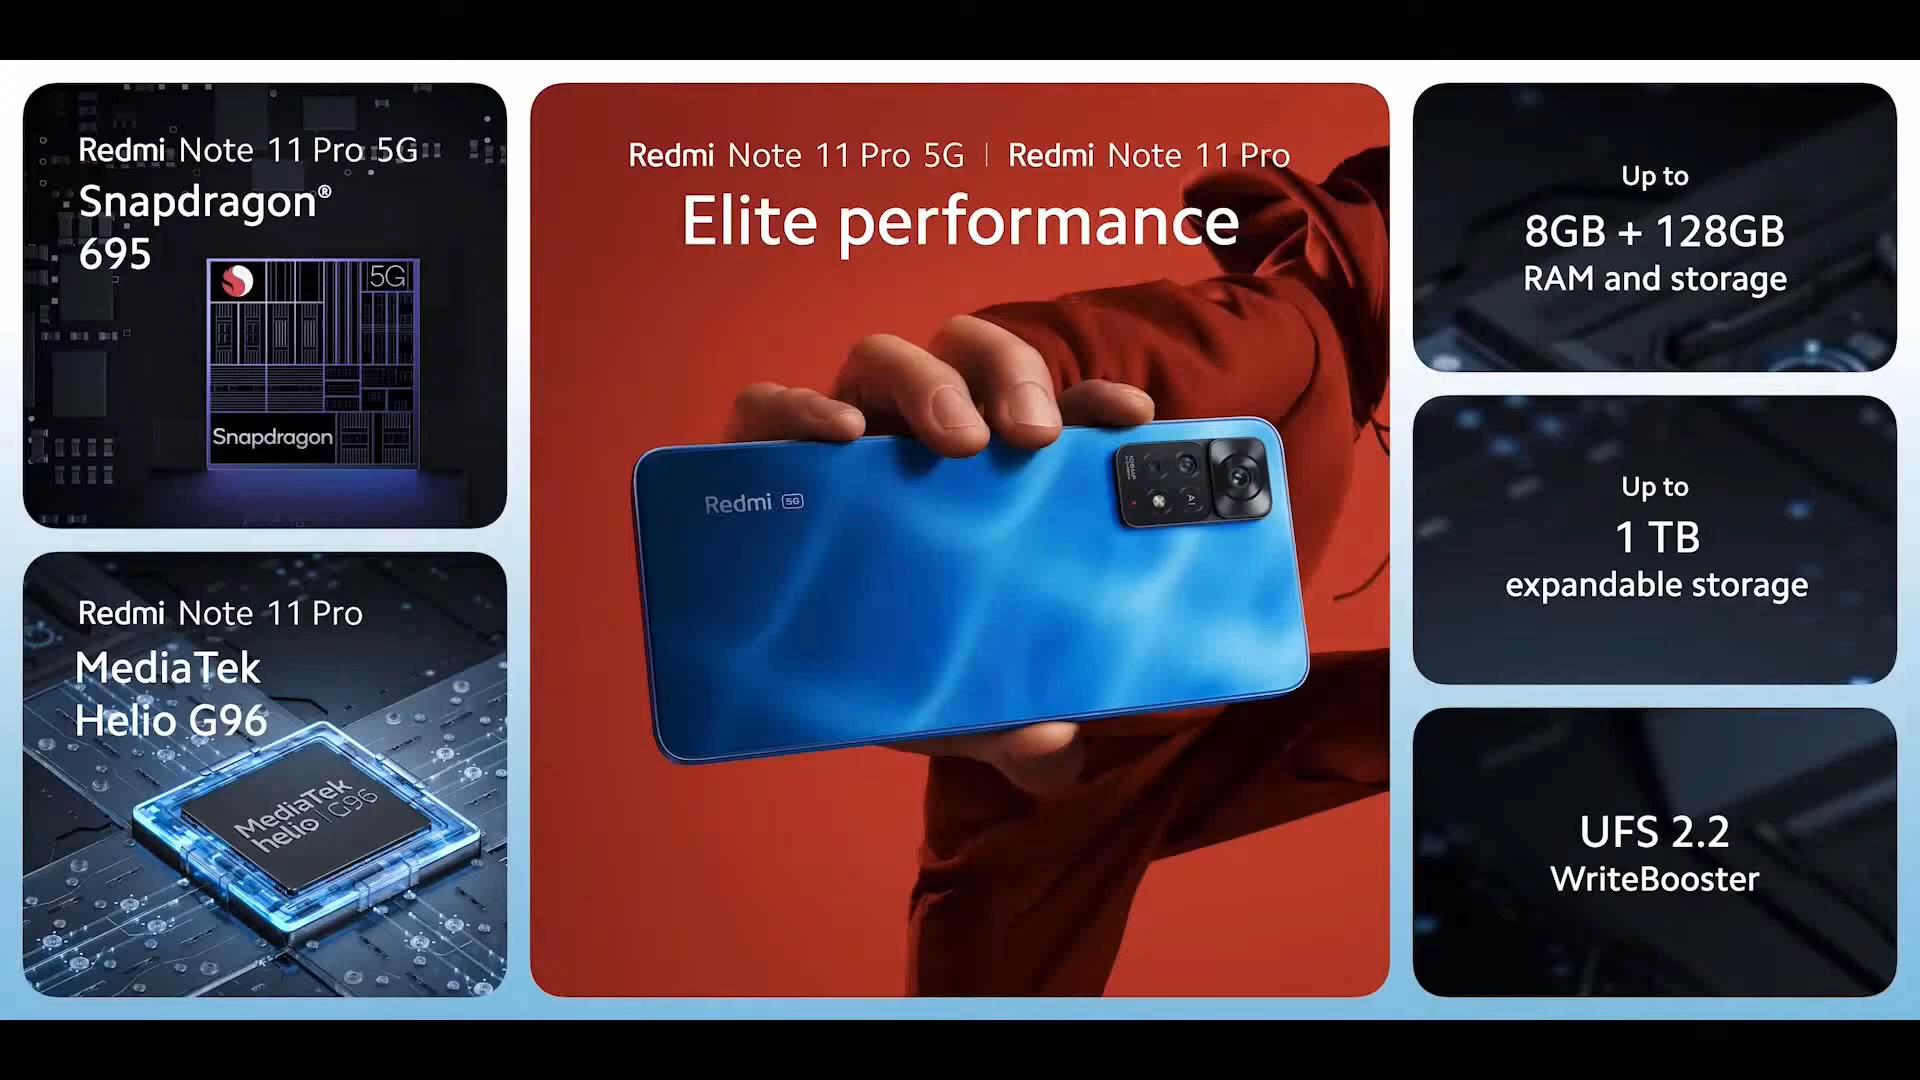 Redmi Note 11 Pro 5G
Snapdragon®
695
5G
Snapdragon
Redmi Note 11 Pro
MediaTek
Helio G96
MediaTek
helio | G96
Redmi Note 11 Pro 5G | Redmi Note 11 Pro
Elite performance
Redmi 5G
108MP
AI
Up to
8GB + 128GB
RAM and storage
Up to
1 TB
expandable storage
UFS 2.2
WriteBooster